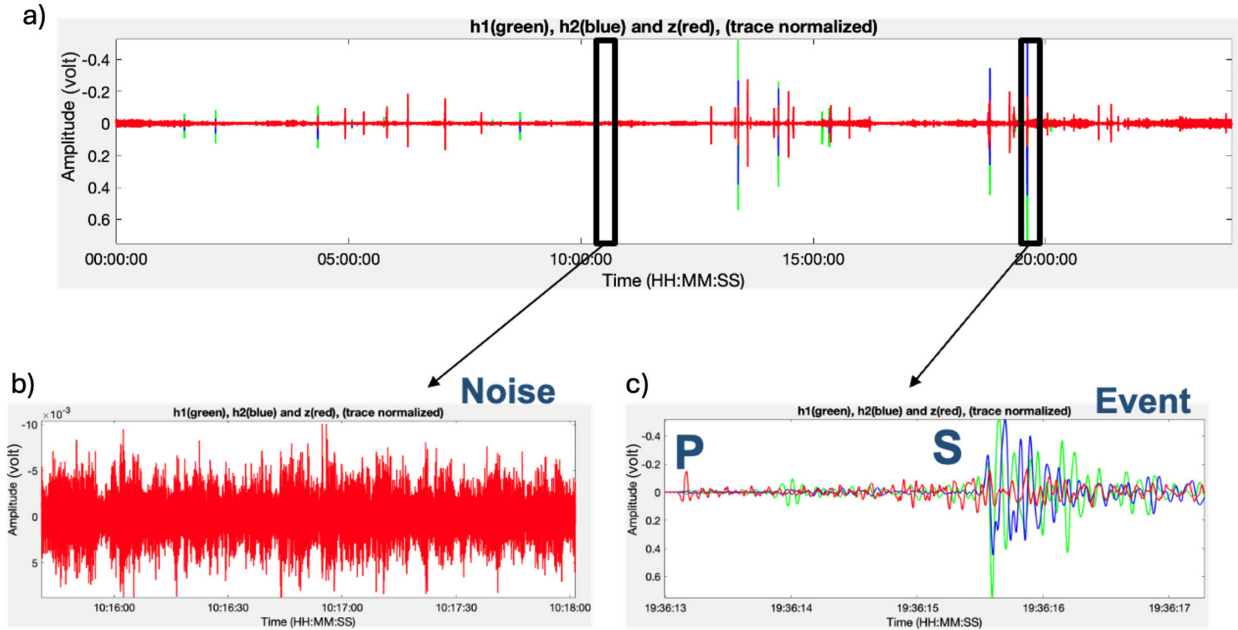 a)
h1(green), h2(blue) and z(red), (trace normalized)
Amplitude (volt)
-0.4
-0.2
0
0.2
0.4
0.6
00:00:00 05:00:00 10:00:00 15:00:00 20:00:00
Time (HH:MM:SS)
b)
Noise
h1(green), h2(blue) and z(red), (trace normalized)
×10⁻³
Amplitude (volt)
-10
-5
0
5
10:16:00 10:16:30 10:17:00 10:17:30 10:18:00
Time (HH:MM:SS)
c)
Event
h1(green), h2(blue) and z(red), (trace normalized)
P
S
Amplitude (volt)
-0.4
-0.2
0
0.2
0.4
0.6
19:36:13 19:36:14 19:36:15 19:36:16 19:36:17
Time (HH:MM:SS)